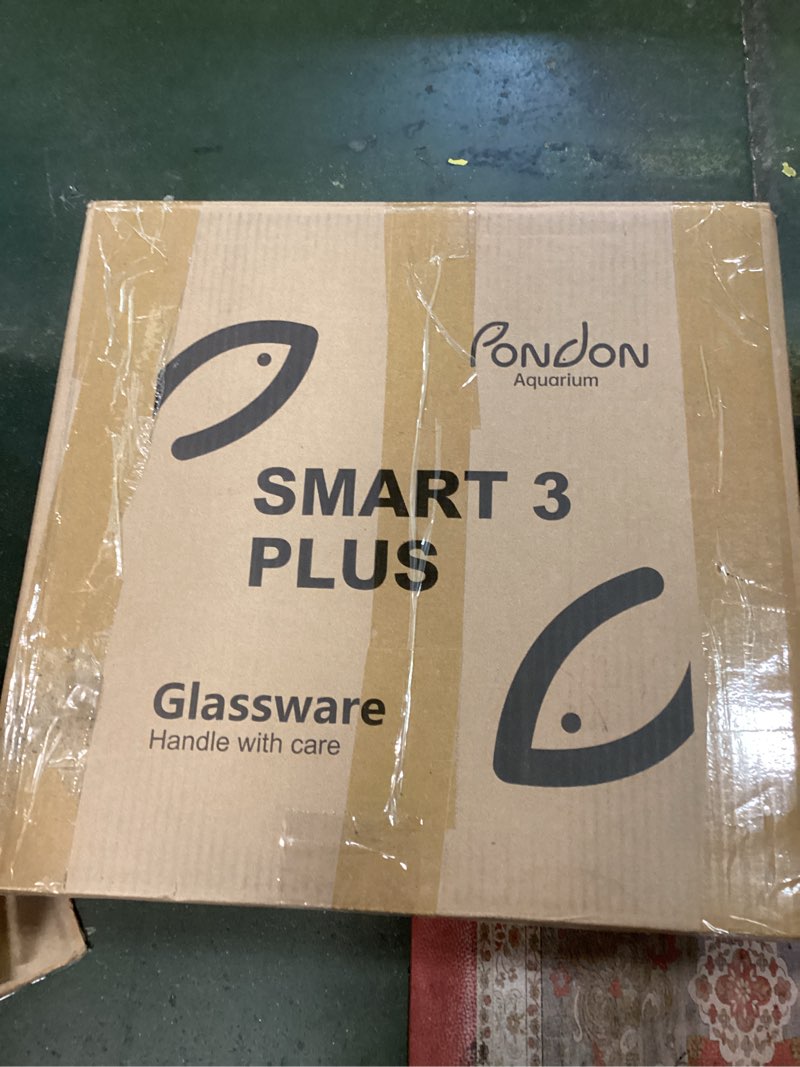 PONDON
Aquarium
SMART 3
PLUS
Glassware
Handle with care